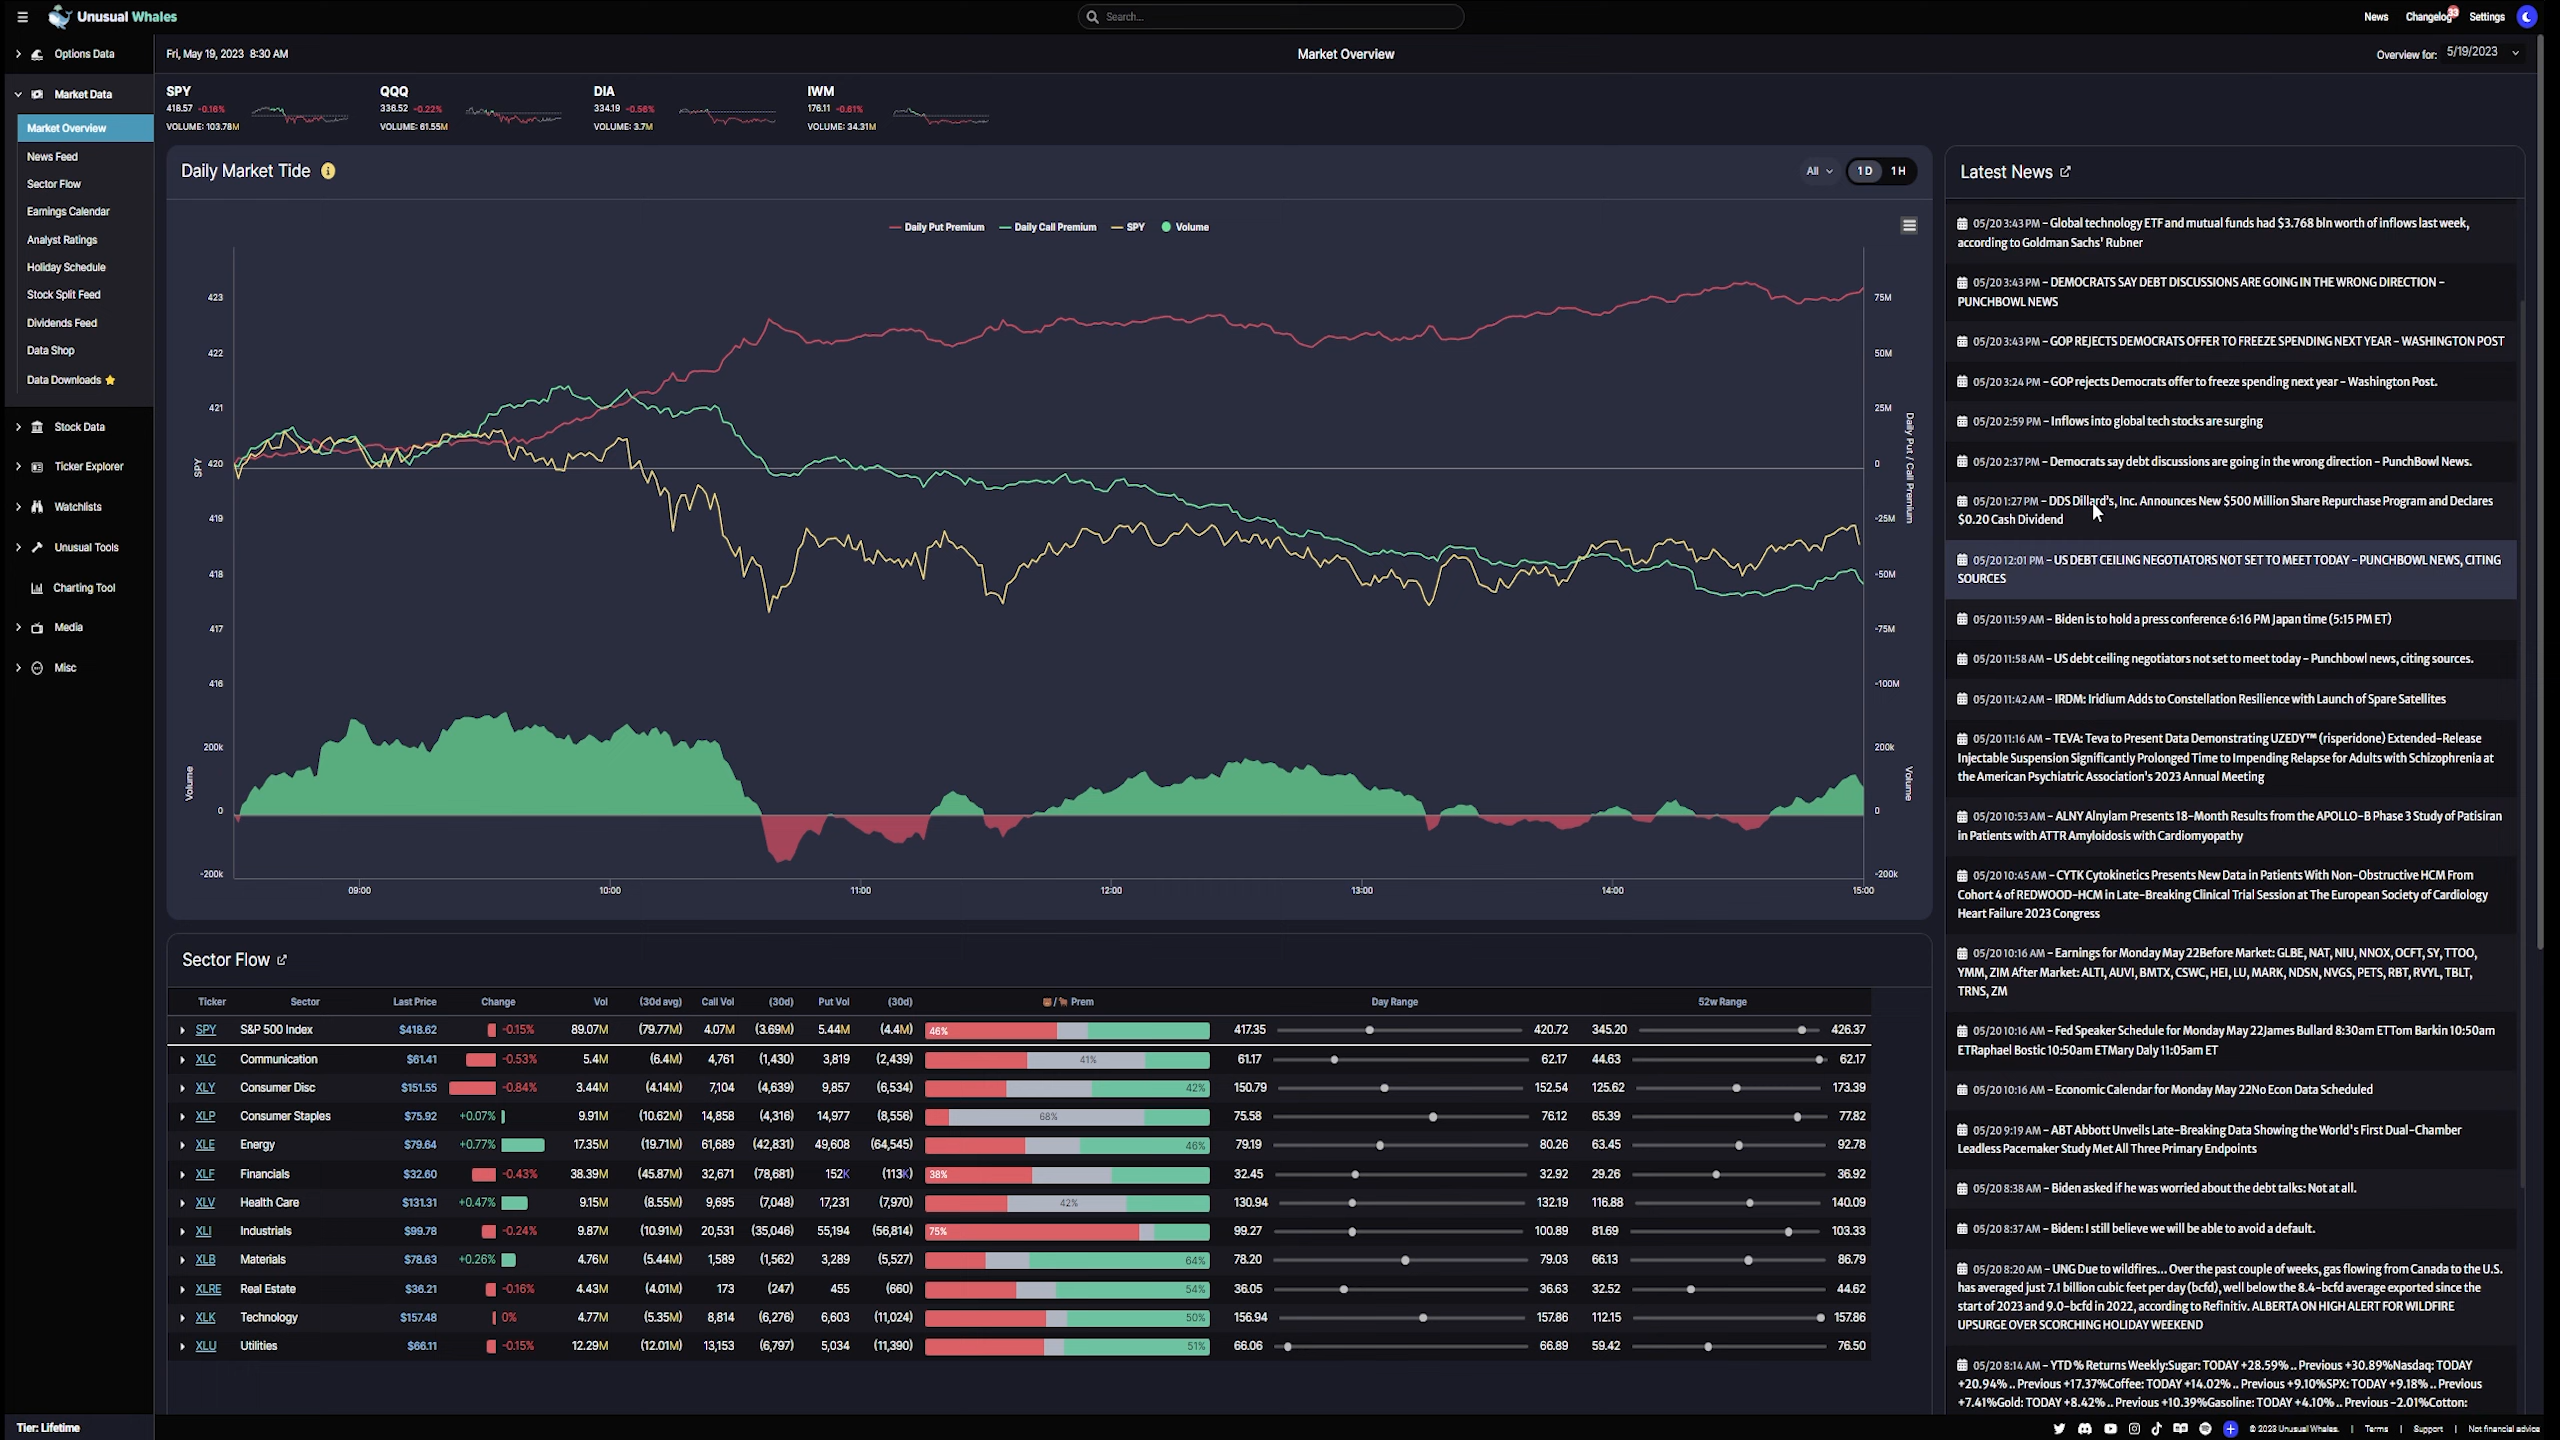 Unusual Whales
Search...
News
Changelog
33
Settings
Options Data
Fri, May 19, 2023 8:30 AM
Market Overview
Overview for: 5/19/2023
Market Data
Market Overview
News Feed
Sector Flow
Earnings Calendar
Analyst Ratings
Holiday Schedule
Stock Split Feed
Dividends Feed
Data Shop
Data Downloads
Stock Data
Ticker Explorer
Watchlists
Unusual Tools
Charting Tool
Media
Misc
Tier: Lifetime
SPY
418.57 -0.16%
VOLUME: 103.78M
QQQ
336.52 -0.22%
VOLUME: 61.55M
DIA
334.19 -0.56%
VOLUME: 3.7M
IWM
176.11 -0.61%
VOLUME: 34.31M
Daily Market Tide
All
1D
1H
Daily Put Premium
Daily Call Premium
SPY
Volume
423
422
421
420
419
418
417
416
SPY
75M
50M
25M
0
-25M
-50M
-75M
-100M
Daily Put / Call Premium
200k
0
-200k
Volume
200k
0
-200k
Volume
09:00
10:00
11:00
12:00
13:00
14:00
15:00
Sector Flow
Ticker Sector Last Price Change Vol (30d avg) Call Vol (30d) Put Vol (30d) / Prem Day Range 52w Range
SPY S&P 500 Index $418.62 -0.15% 89.07M (79.77M) 4.07M (3.69M) 5.44M (4.4M) 46% 417.35 420.72 345.20 426.37
XLC Communication $61.41 -0.53% 5.4M (6.4M) 4,761 (1,430) 3,819 (2,439) 41% 61.17 62.17 44.63 62.17
XLY Consumer Disc $151.55 -0.84% 3.44M (4.14M) 7,104 (4,639) 9,857 (6,534) 42% 150.79 152.54 125.62 173.39
XLP Consumer Staples $75.92 +0.07% 9.91M (10.62M) 14,858 (4,316) 14,977 (8,556) 68% 75.58 76.12 65.39 77.82
XLE Energy $79.64 +0.77% 17.35M (19.71M) 61,689 (42,831) 49,608 (64,545) 46% 79.19 80.26 63.45 92.78
XLF Financials $32.60 -0.43% 38.39M (45.87M) 32,671 (78,681) 152K (113K) 38% 32.45 32.92 29.26 36.92
XLV Health Care $131.31 +0.47% 9.15M (8.55M) 9,695 (7,048) 17,231 (7,970) 42% 130.94 132.19 116.88 140.09
XLI Industrials $99.78 -0.24% 9.87M (10.91M) 20,531 (35,046) 55,194 (56,814) 75% 99.27 100.89 81.69 103.33
XLB Materials $78.63 +0.26% 4.76M (5.44M) 1,589 (1,562) 3,289 (5,527) 64% 78.20 79.03 66.13 86.79
XLRE Real Estate $36.21 -0.16% 4.43M (4.01M) 173 (247) 455 (660) 54% 36.05 36.63 32.52 44.62
XLK Technology $157.48 0% 4.77M (5.35M) 8,814 (6,276) 6,603 (11,024) 50% 156.94 157.86 112.15 157.86
XLU Utilities $66.11 -0.15% 12.29M (12.01M) 13,153 (6,797) 5,034 (11,390) 51% 66.06 66.89 59.42 76.50
Latest News
05/20 3:43 PM – Global technology ETF and mutual funds had $3.768 bln worth of inflows last week,
according to Goldman Sachs' Rubner
05/20 3:43 PM – DEMOCRATS SAY DEBT DISCUSSIONS ARE GOING IN THE WRONG DIRECTION –
PUNCHBOWL NEWS
05/20 3:43 PM – GOP REJECTS DEMOCRATS OFFER TO FREEZE SPENDING NEXT YEAR – WASHINGTON POST
05/20 3:24 PM – GOP rejects Democrats offer to freeze spending next year – Washington Post.
05/20 2:59 PM – Inflows into global tech stocks are surging
05/20 2:37 PM – Democrats say debt discussions are going in the wrong direction – PunchBowl News.
05/20 1:27 PM – DDS Dillard's, Inc. Announces New $500 Million Share Repurchase Program and Declares
$0.20 Cash Dividend
05/20 12:01 PM – US DEBT CEILING NEGOTIATORS NOT SET TO MEET TODAY – PUNCHBOWL NEWS, CITING
SOURCES
05/20 11:59 AM – Biden is to hold a press conference 6:16 PM Japan time (5:15 PM ET)
05/20 11:58 AM – US debt ceiling negotiators not set to meet today – Punchbowl news, citing sources.
05/20 11:42 AM – IRDM: Iridium Adds to Constellation Resilience with Launch of Spare Satellites
05/20 11:16 AM – TEVA: Teva to Present Data Demonstrating UZEDY™ (risperidone) Extended-Release
Injectable Suspension Significantly Prolonged Time to Impending Relapse for Adults with Schizophrenia at
the American Psychiatric Association's 2023 Annual Meeting
05/20 10:53 AM – ALNY Alnylam Presents 18-Month Results from the APOLLO-B Phase 3 Study of Patisiran
in Patients with ATTR Amyloidosis with Cardiomyopathy
05/20 10:45 AM – CYTK Cytokinetics Presents New Data in Patients With Non-Obstructive HCM From
Cohort 4 of REDWOOD-HCM in Late-Breaking Clinical Trial Session at The European Society of Cardiology
Heart Failure 2023 Congress
05/20 10:16 AM – Earnings for Monday May 22Before Market: GLBE, NAT, NIU, NNOX, OCFT, SY, TTOO,
YMM, ZIM After Market: ALTI, AUVI, BMTX, CSWC, HEI, LU, MARK, NDSN, NVGS, PETS, RBT, RVYL, TBLT,
TRNS, ZM
05/20 10:16 AM – Fed Speaker Schedule for Monday May 22James Bullard 8:30am ETTom Barkin 10:50am
ETRaphael Bostic 10:50am ETMary Daly 11:05am ET
05/20 10:16 AM – Economic Calendar for Monday May 22No Econ Data Scheduled
05/20 9:19 AM – ABT Abbott Unveils Late-Breaking Data Showing the World's First Dual-Chamber
Leadless Pacemaker Study Met All Three Primary Endpoints
05/20 8:38 AM – Biden asked if he was worried about the debt talks: Not at all.
05/20 8:37 AM – Biden: I still believe we will be able to avoid a default.
05/20 8:20 AM – UNG Due to wildfires... Over the past couple of weeks, gas flowing from Canada to the U.S.
has averaged just 7.1 billion cubic feet per day (bcfd), well below the 8.4-bcfd average exported since the
start of 2023 and 9.0-bcfd in 2022, according to Refinitiv. ALBERTA ON HIGH ALERT FOR WILDFIRE
UPSURGE OVER SCORCHING HOLIDAY WEEKEND
05/20 8:14 AM – YTD % Returns Weekly:Sugar: TODAY +28.59% .. Previous +30.89%Nasdaq: TODAY
+20.94% .. Previous +17.37%Coffee: TODAY +14.02% .. Previous +9.10%SPX: TODAY +9.18% .. Previous
+7.41%Gold: TODAY +8.42% .. Previous +10.39%Gasoline: TODAY +4.10% .. Previous -2.01%Cotton:
© 2023 Unusual Whales. | Terms | Support | Not financial advice